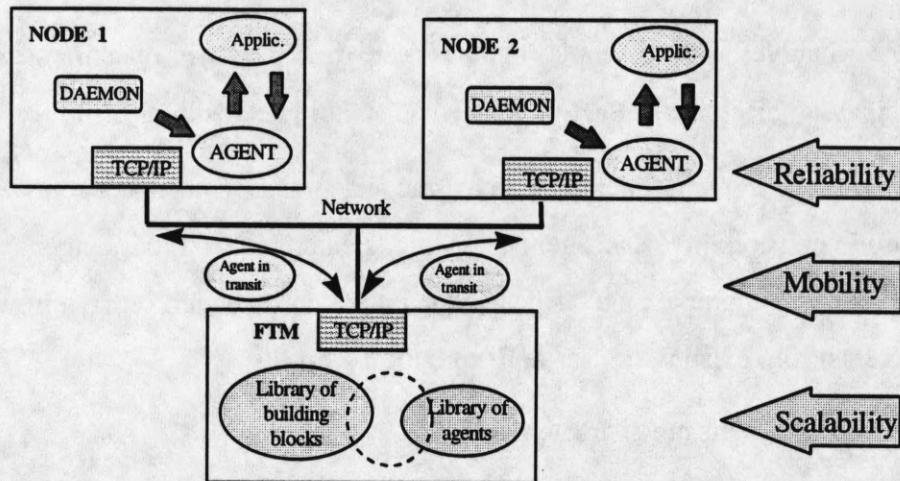 NODE 1
Applic.
DAEMON
AGENT
TCP/IP
NODE 2
Applic.
DAEMON
AGENT
TCP/IP
Reliability
Network
Agent in
transit
Agent in
transit
Mobility
FTM
TCP/IP
Library of
building
blocks
Library of
agents
Scalability